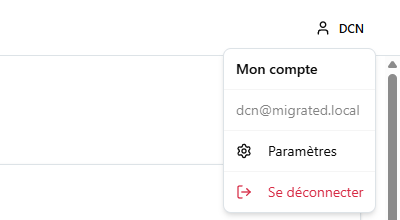 DCN
Mon compte
dcn@migrated.local
Paramètres
Se déconnecter